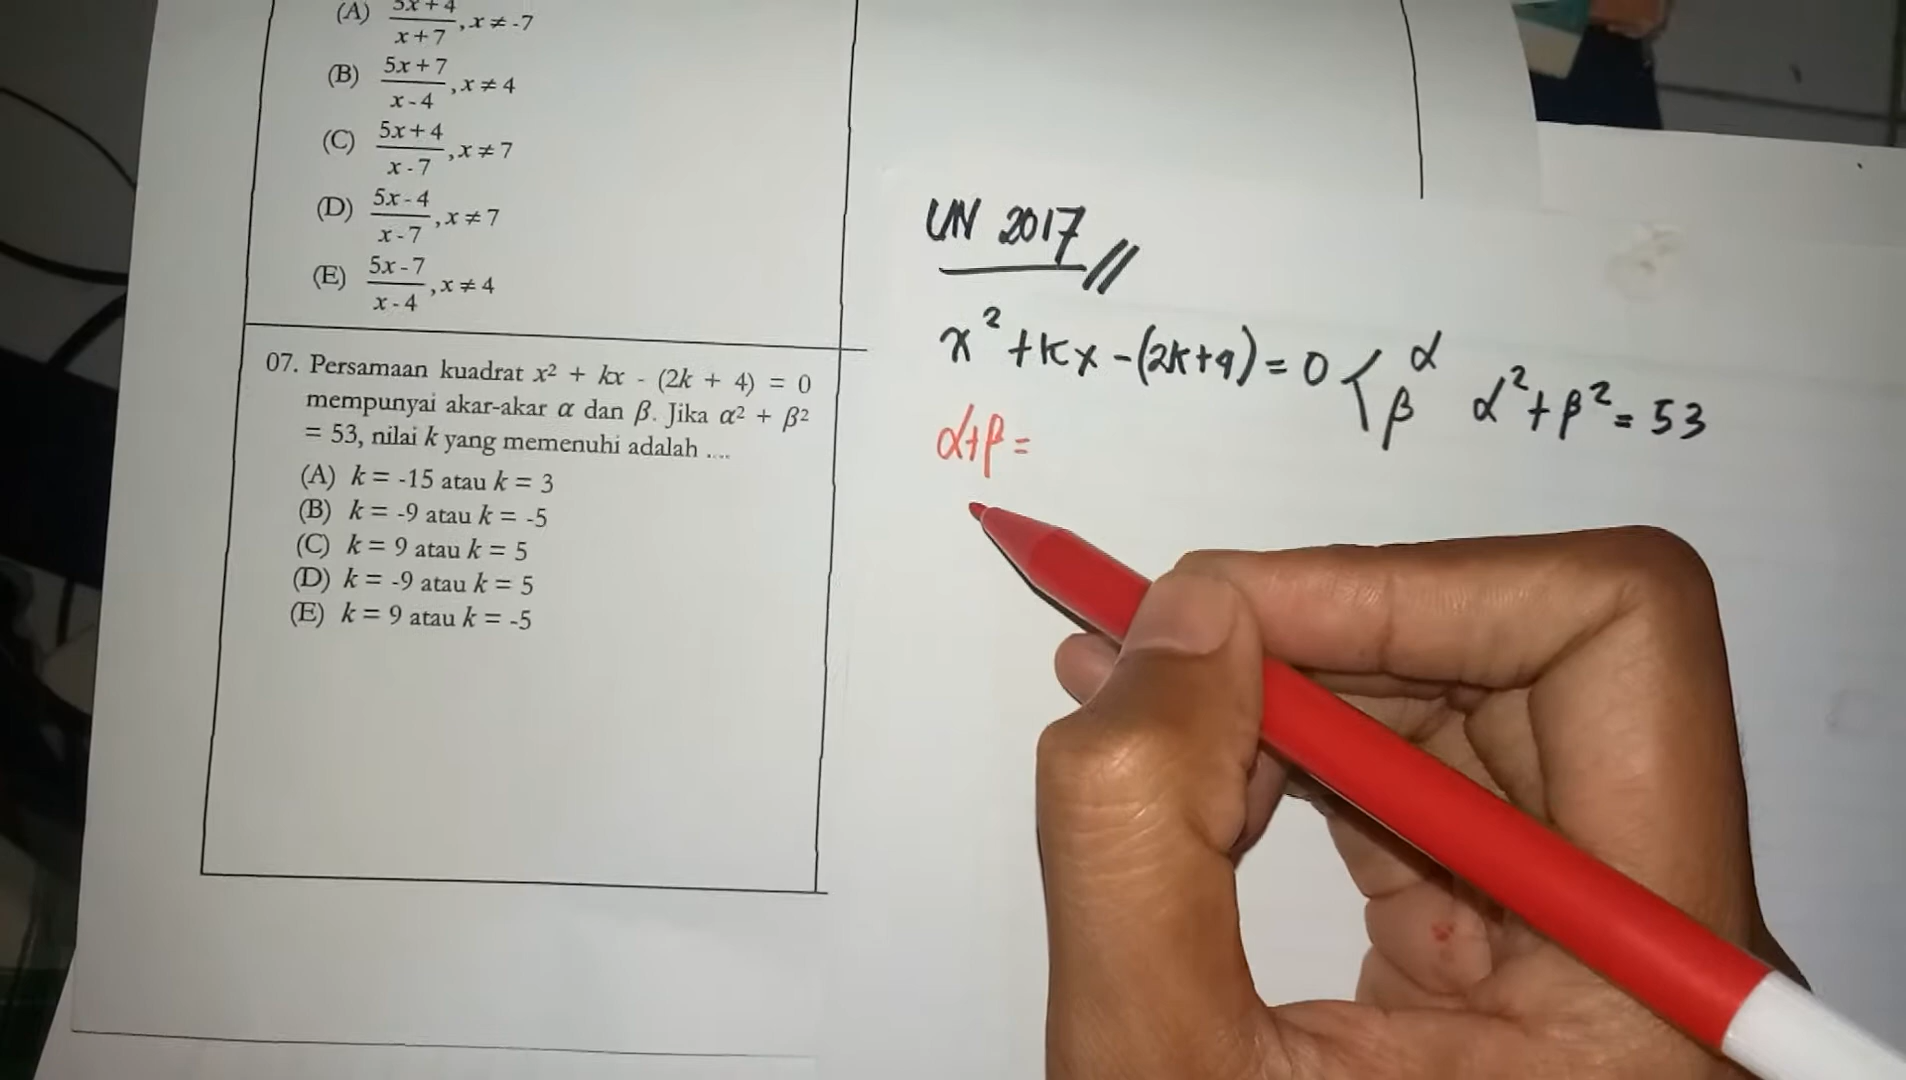 (A) 5x + 4 / x + 7 , x ≠ -7
(B) 5x + 7 / x - 4 , x ≠ 4
(C) 5x + 4 / x - 7 , x ≠ 7
(D) 5x - 4 / x - 7 , x ≠ 7
(E) 5x - 7 / x - 4 , x ≠ 4
07. Persamaan kuadrat x² + kx - (2k + 4) = 0
mempunyai akar-akar α dan β. Jika α² + β²
= 53, nilai k yang memenuhi adalah ....
(A) k = -15 atau k = 3
(B) k = -9 atau k = -5
(C) k = 9 atau k = 5
(D) k = -9 atau k = 5
(E) k = 9 atau k = -5
UN 2017 //
x² + kx - (2k+4) = 0 < α β α² + β² = 53
α+β =